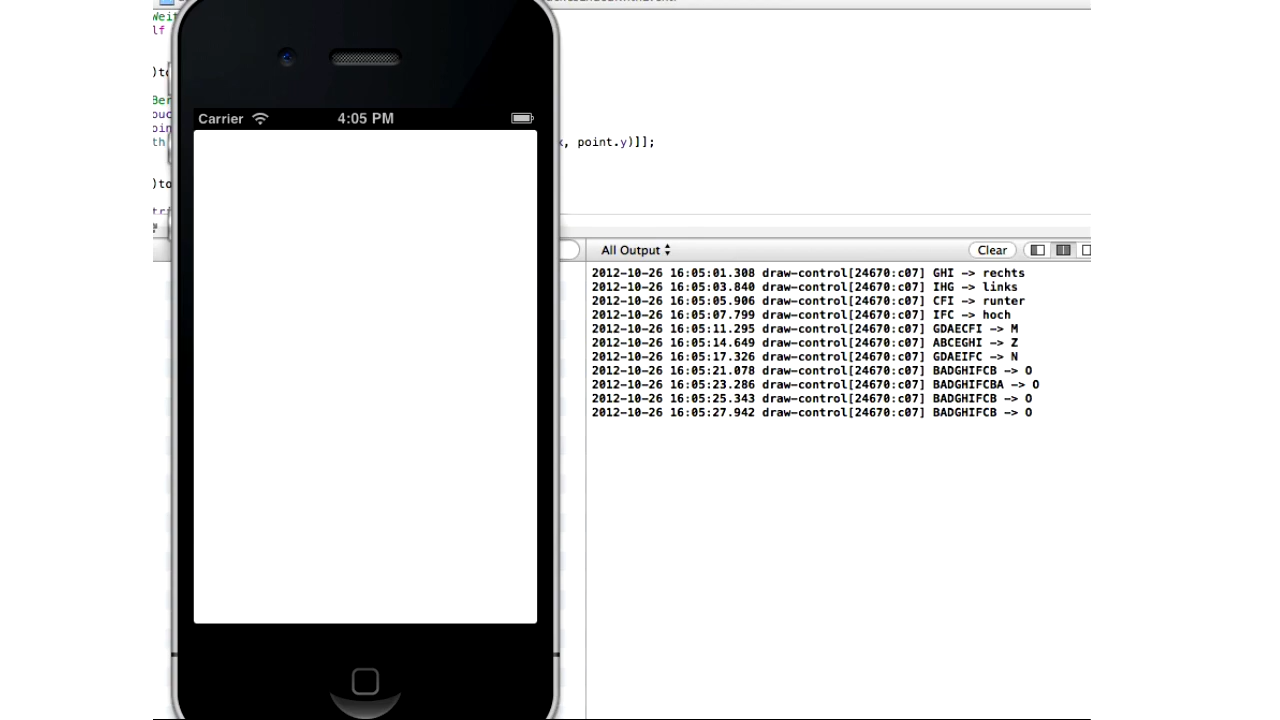 Carrier 4:05 PM
lf
)to
Ber
th
x, point.y)]];
)to
All Output
Clear
2012-10-26 16:05:01.308 draw-control[24670:c07] GHI -> rechts
2012-10-26 16:05:03.840 draw-control[24670:c07] IHG -> links
2012-10-26 16:05:05.906 draw-control[24670:c07] CFI -> runter
2012-10-26 16:05:07.799 draw-control[24670:c07] IFC -> hoch
2012-10-26 16:05:11.295 draw-control[24670:c07] GDAECFI -> M
2012-10-26 16:05:14.649 draw-control[24670:c07] ABCEGHI -> Z
2012-10-26 16:05:17.326 draw-control[24670:c07] GDAEIFC -> N
2012-10-26 16:05:21.078 draw-control[24670:c07] BADGHIFCB -> O
2012-10-26 16:05:23.286 draw-control[24670:c07] BADGHIFCBA -> O
2012-10-26 16:05:25.343 draw-control[24670:c07] BADGHIFCB -> O
2012-10-26 16:05:27.942 draw-control[24670:c07] BADGHIFCB -> O